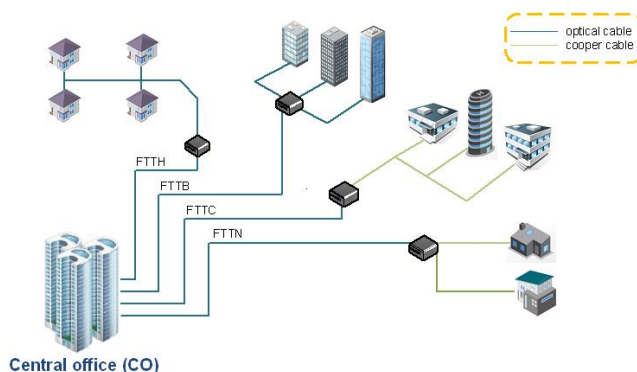 optical cable
cooper cable
FTTH
FTTB
FTTC
FTTN
Central office (CO)